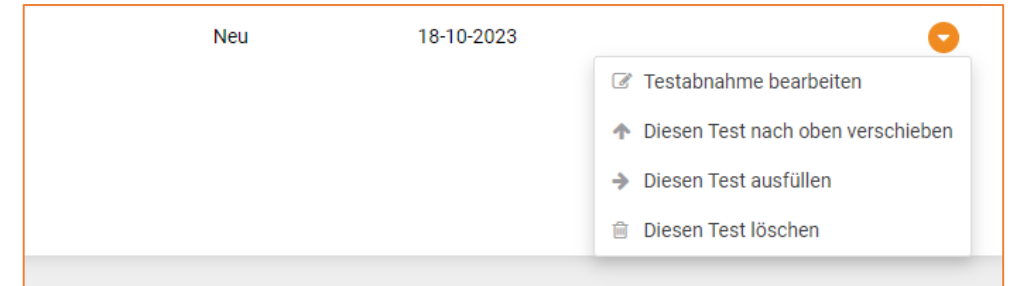 Neu 18-10-2023
Testabnahme bearbeiten
Diesen Test nach oben verschieben
Diesen Test ausfüllen
Diesen Test löschen